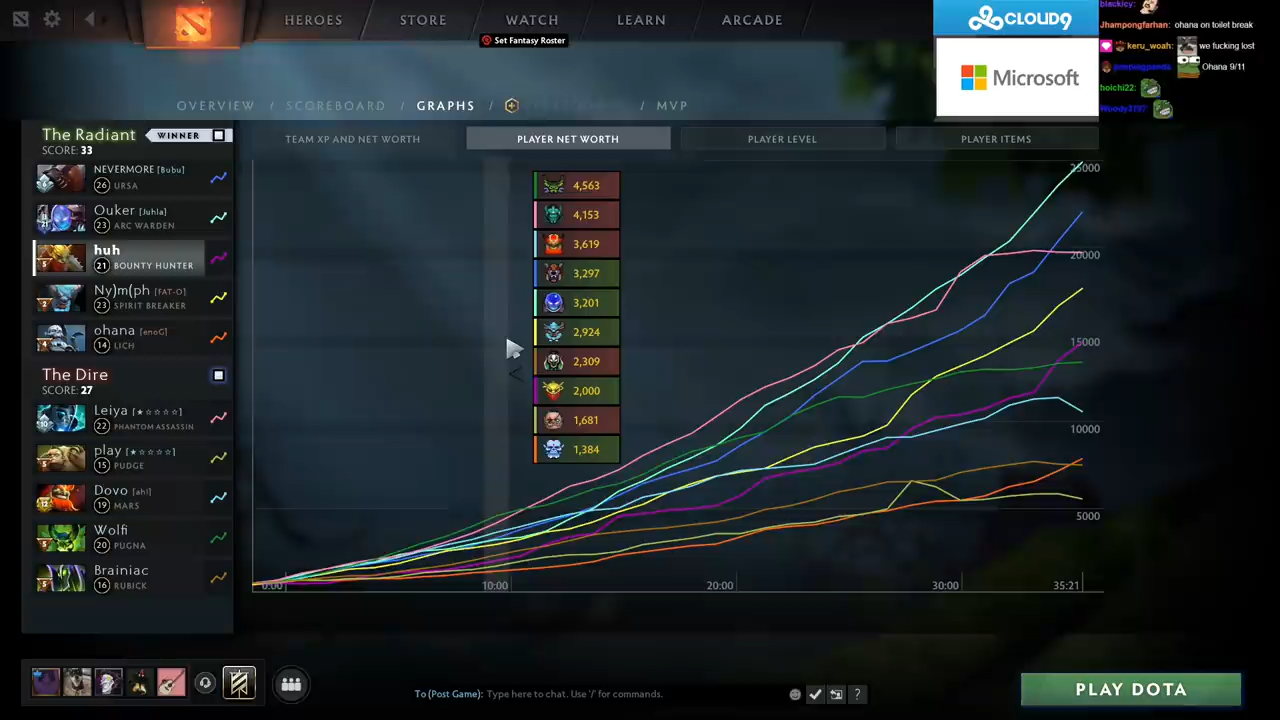 HEROES
STORE
WATCH
LEARN
ARCADE
Set Fantasy Roster
CLOUD9
Microsoft
blackicy:
Jhampongfarhan: ohana on toilet break
keru_woah: we fucking lost
Ohana 9/11
hoichi22:
OVERVIEW / SCOREBOARD / GRAPHS / / MVP
TEAM XP AND NET WORTH
PLAYER NET WORTH
PLAYER LEVEL
PLAYER ITEMS
The Radiant
WINNER
SCORE: 33
NEVERMORE [Bubu]
26 URSA
Ouker [Juhla]
23 ARC WARDEN
huh
21 BOUNTY HUNTER
Ny)m(ph [FAT-O]
23 SPIRIT BREAKER
ohana [enoG]
14 LICH
The Dire
SCORE: 27
Leiya [★☆☆☆☆]
22 PHANTOM ASSASSIN
play [★☆☆☆☆]
15 PUDGE
Dovo [ah!]
19 MARS
Wolfi
20 PUGNA
Brainiac
16 RUBICK
4,563
4,153
3,619
3,297
3,201
2,924
2,309
2,000
1,681
1,384
25000
20000
15000
10000
5000
0:00
10:00
20:00
30:00
35:21
To (Post Game): Type here to chat. Use '/' for commands.
?
PLAY DOTA